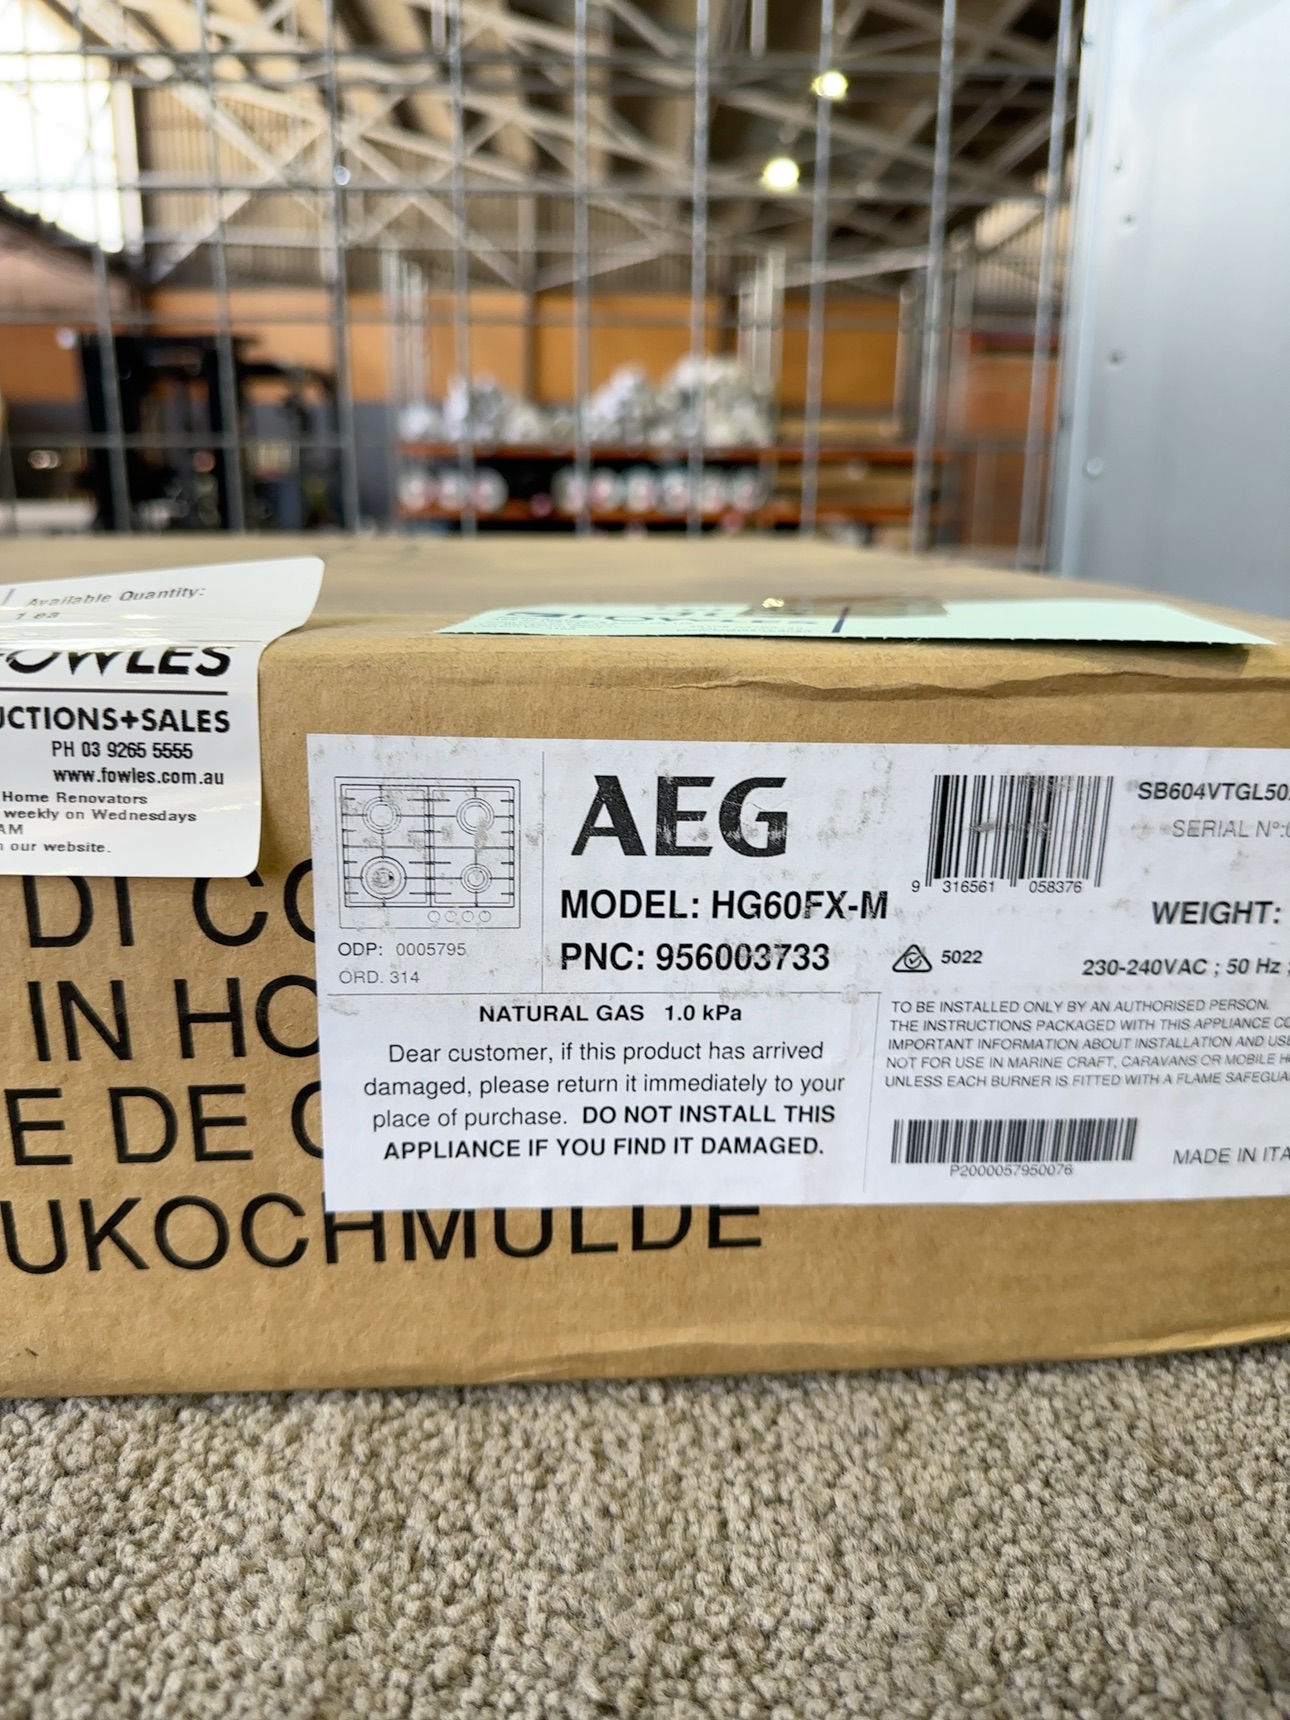 Available Quantity:
1 ea
FOWLES
UCTIONS+SALES
PH 03 9265 5555
www.fowles.com.au
Home Renovators
weekly on Wednesdays
AM
our website.
FOWLES
DI CO
IN HO
E DE C
UKOCHMULDE
AEG
MODEL: HG60FX-M
PNC: 956003733
ODP: 0005795
ORD. 314
NATURAL GAS 1.0 kPa
Dear customer, if this product has arrived
damaged, please return it immediately to your
place of purchase. DO NOT INSTALL THIS
APPLIANCE IF YOU FIND IT DAMAGED.
9 316561 058376
SB604VTGL50
SERIAL N°:
WEIGHT:
5022
230-240VAC ; 50 Hz ;
TO BE INSTALLED ONLY BY AN AUTHORISED PERSON.
THE INSTRUCTIONS PACKAGED WITH THIS APPLIANCE CO
IMPORTANT INFORMATION ABOUT INSTALLATION AND USE
NOT FOR USE IN MARINE CRAFT, CARAVANS OR MOBILE H
UNLESS EACH BURNER IS FITTED WITH A FLAME SAFEGUA
P2000057950076
MADE IN ITA